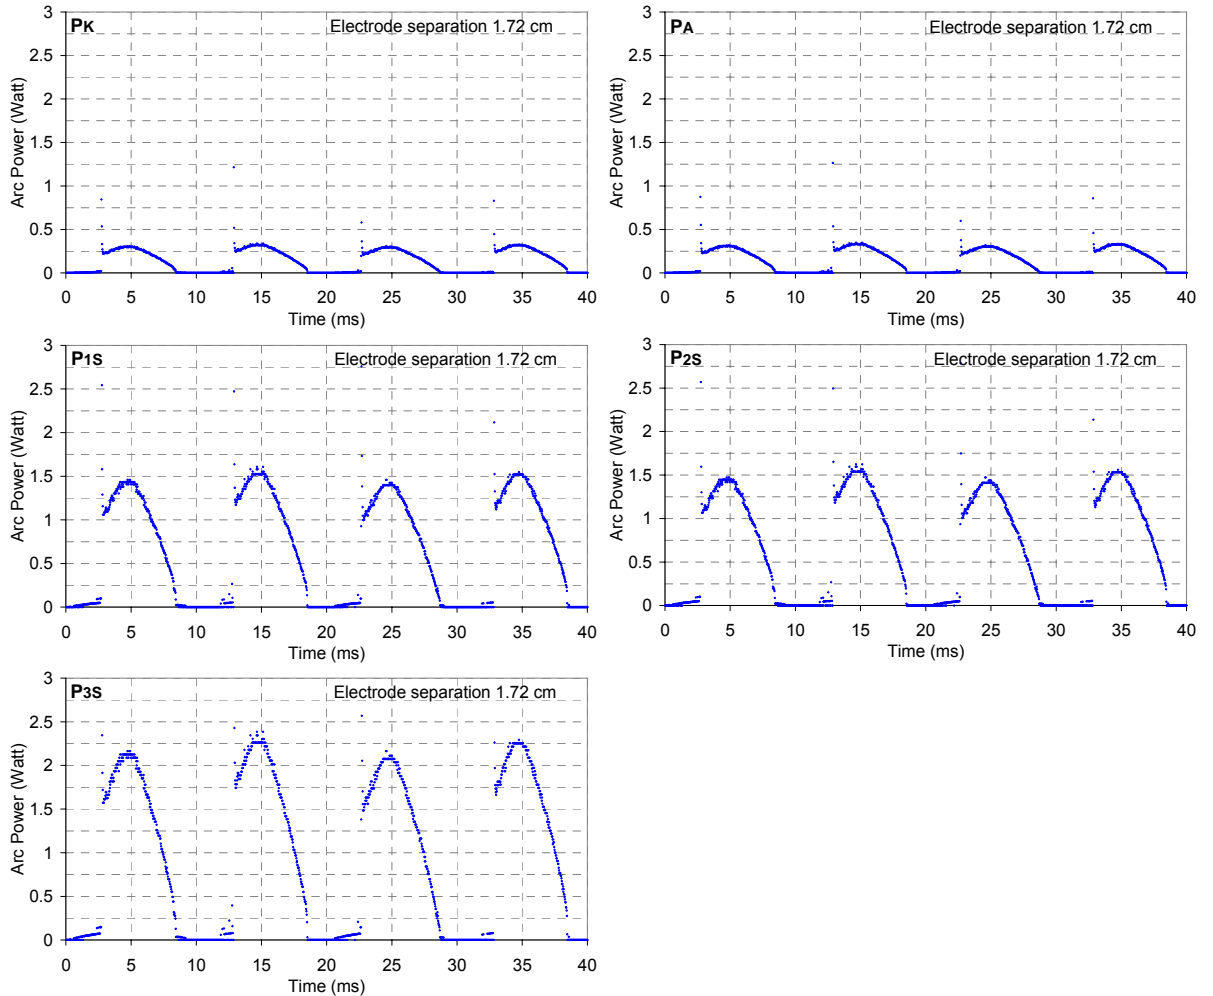 PK Electrode separation 1.72 cm
Arc Power (Watt)
3
2.5
2
1.5
1
0.5
0
0 5 10 15 20 25 30 35 40
Time (ms)
PA Electrode separation 1.72 cm
Arc Power (Watt)
3
2.5
2
1.5
1
0.5
0
0 5 10 15 20 25 30 35 40
Time (ms)
P1S Electrode separation 1.72 cm
Arc Power (Watt)
3
2.5
2
1.5
1
0.5
0
0 5 10 15 20 25 30 35 40
Time (ms)
P2S Electrode separation 1.72 cm
Arc Power (Watt)
3
2.5
2
1.5
1
0.5
0
0 5 10 15 20 25 30 35 40
Time (ms)
P3S Electrode separation 1.72 cm
Arc Power (Watt)
3
2.5
2
1.5
1
0.5
0
0 5 10 15 20 25 30 35 40
Time (ms)